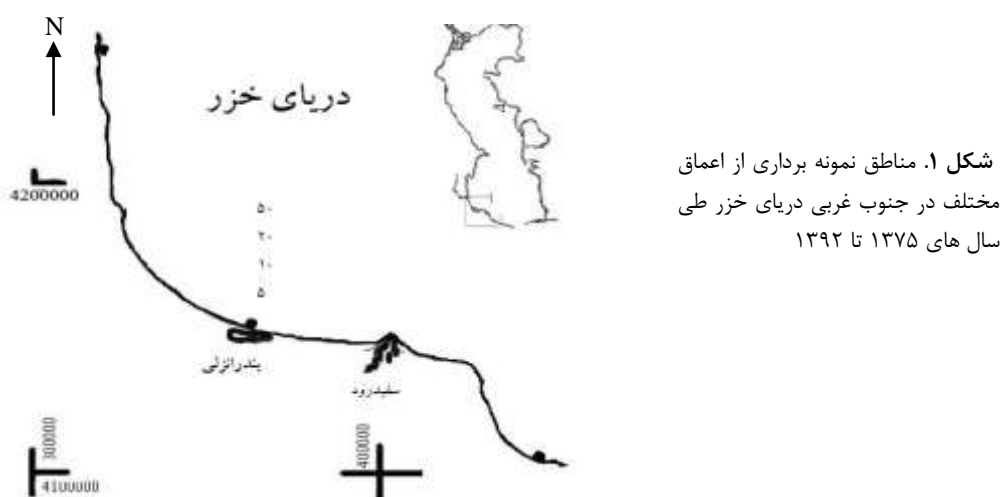 N
دریای خزر
4200000
۵۰
۲۰
۱۰
۵
بندرانزلی
سفیدرود
300000
4100000
400000
شکل ۱. مناطق نمونه برداری از اعماق
مختلف در جنوب غربی دریای خزر طی
سال های ۱۳۷۵ تا ۱۳۹۲